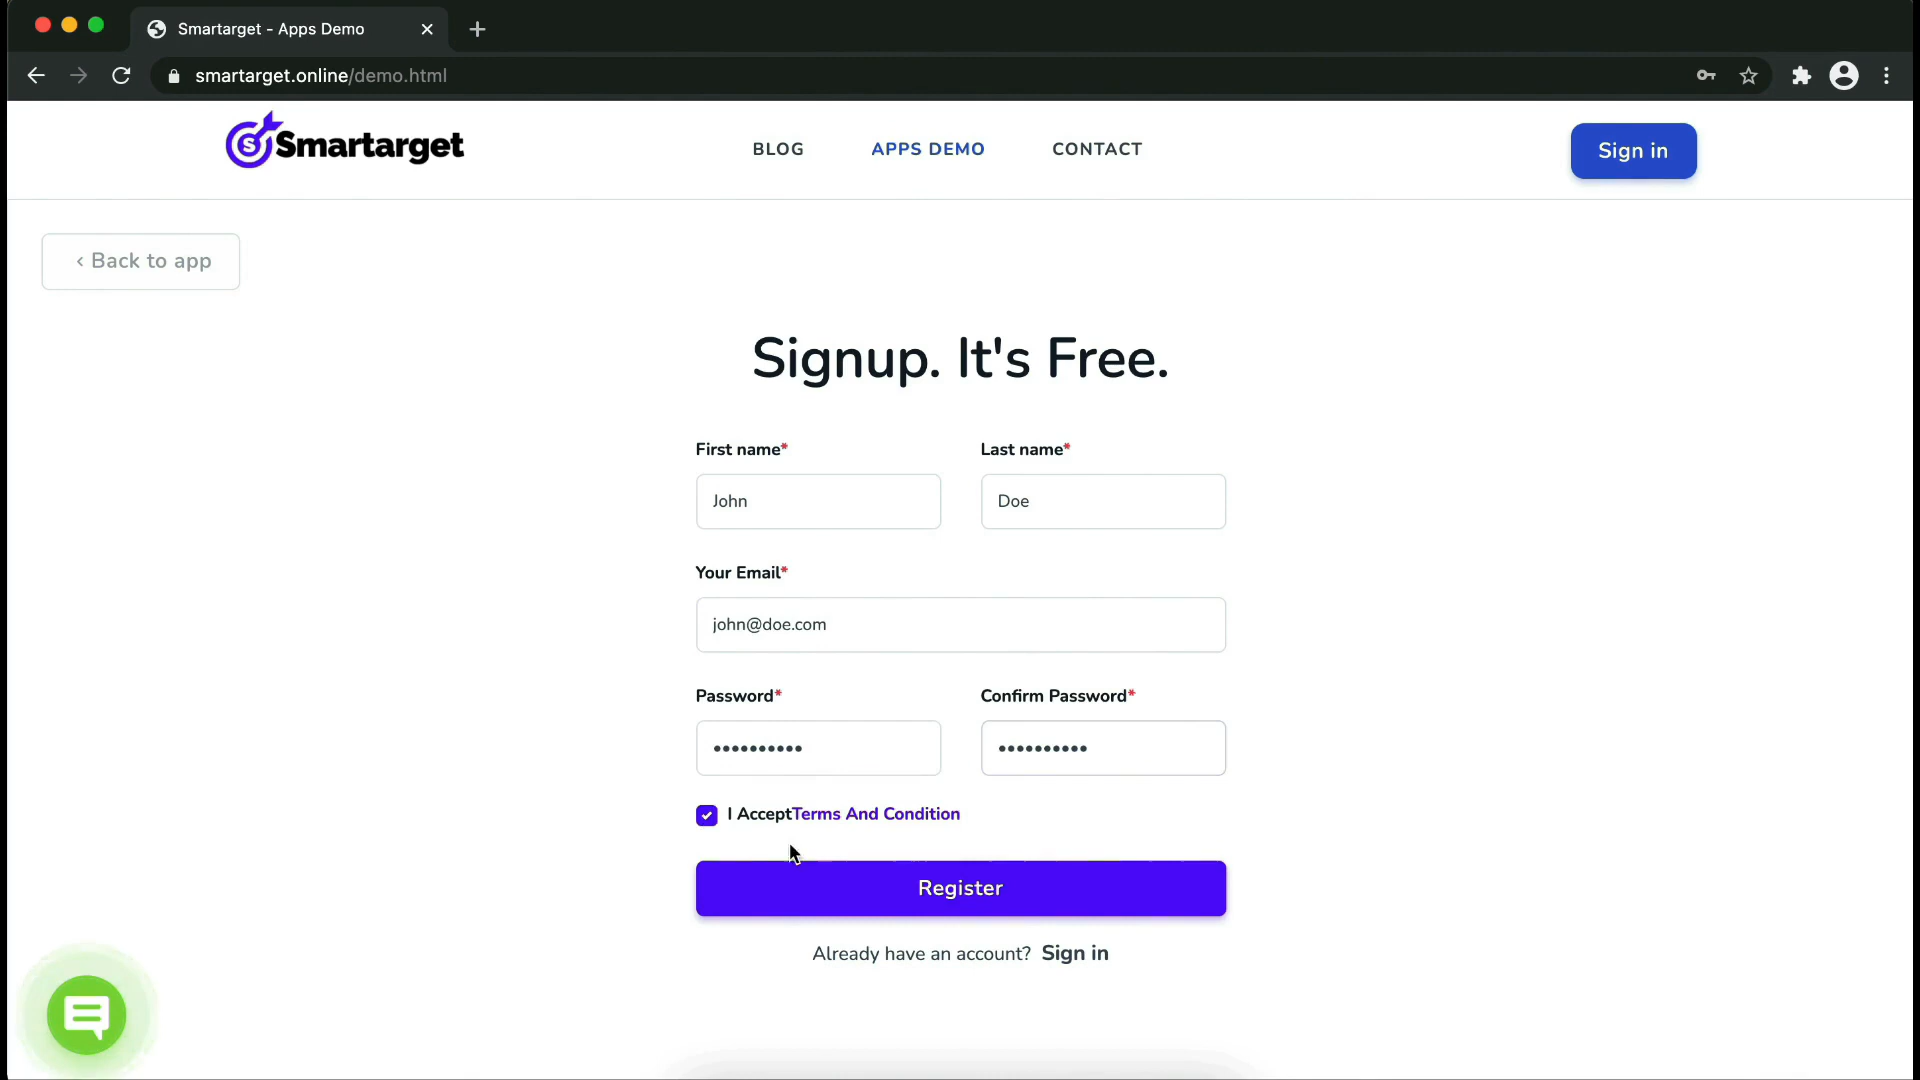 Smartarget - Apps Demo
smartarget.online/demo.html
Smartarget
BLOG
APPS DEMO
CONTACT
Sign in
‹ Back to app
Signup. It's Free.
First name*
Last name*
John
Doe
Your Email*
john@doe.com
Password*
Confirm Password*
••••••••••
••••••••••
I AcceptTerms And Condition
Register
Already have an account? Sign in